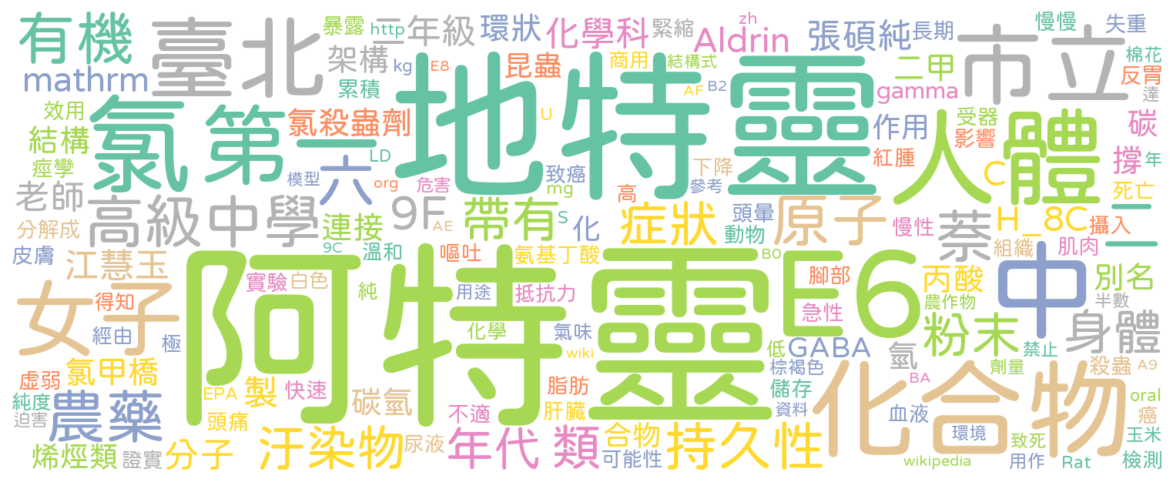 有機 臺北 暴露 http 二年級 環狀 化學科 緊縮 zh Aldrin 張碩純 長期 慢慢 失重
mathrm 架構 kg E8 昆蟲 商用 結構式 二甲 市立 棉花
累積 AF B2 gamma 反胃 達
效用 氯 第一 氯殺蟲劑 地特靈 U 作用 受器 人體 碳
結構 六 LD 紅腫 影響 撐 年
痙攣 模型 org 危害 致癌 mg 下降 高 參考 C 死亡
老師 高級中學 連接 9F AE 帶有 S 化 症狀 頭暈 原子 慢性 H_8C 攝入 二
分解成 9C 溫和 嘔吐 氨基丁酸 動物 B0 萘 組織 肌肉
皮膚 江慧玉 實驗 白色 阿特靈 腳部 E6 丙酸 中 別名
女子 得知 純 用途 抵抗力 急性 農作物 半數
經由 極 化學 氣味 低 GABA 粉末 禁止 身體
虛弱 氯甲橋 wiki 棕褐色 氫 劑量 殺蟲 A9
純度 農藥 EPA 製 快速 碳氫 脂肪 儲存 BA 化合物 oral
迫害 頭痛 不適 肝臟 資料 血液 癌
烯烴類 證實 分子 汙染物 尿液 年代 類 合物 可能性 持久性 環境 wikipedia 致死 用作 Rat 玉米 檢測